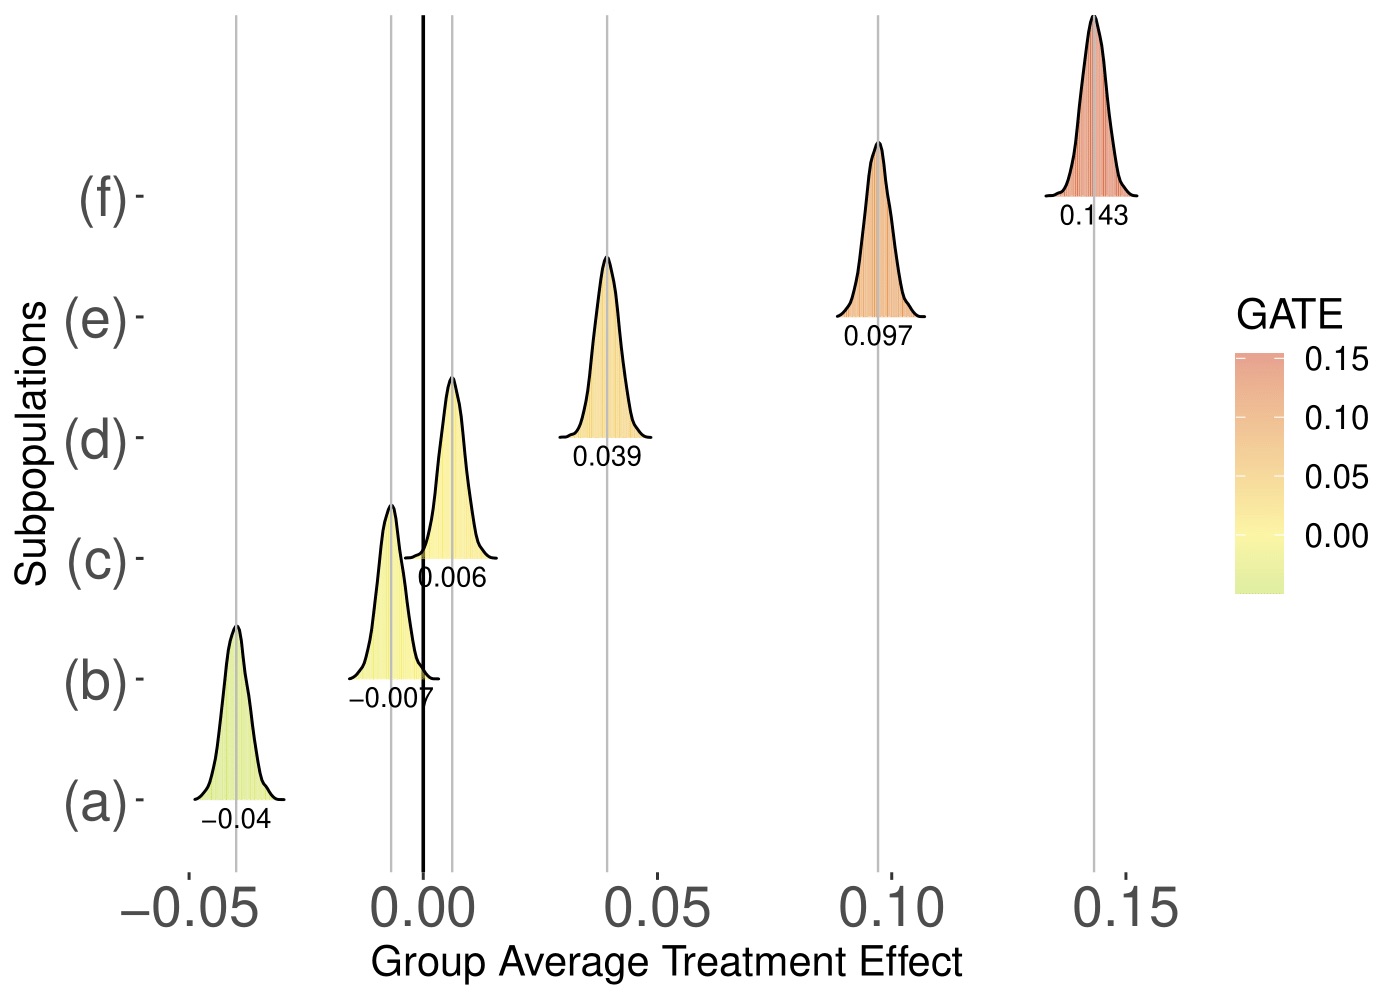 Subpopulations
(f)
(e)
(d)
(c)
(b)
(a)
0.143
0.097
0.039
0.006
−0.007
−0.04
−0.05
0.00
0.05
0.10
0.15
Group Average Treatment Effect
GATE
0.15
0.10
0.05
0.00